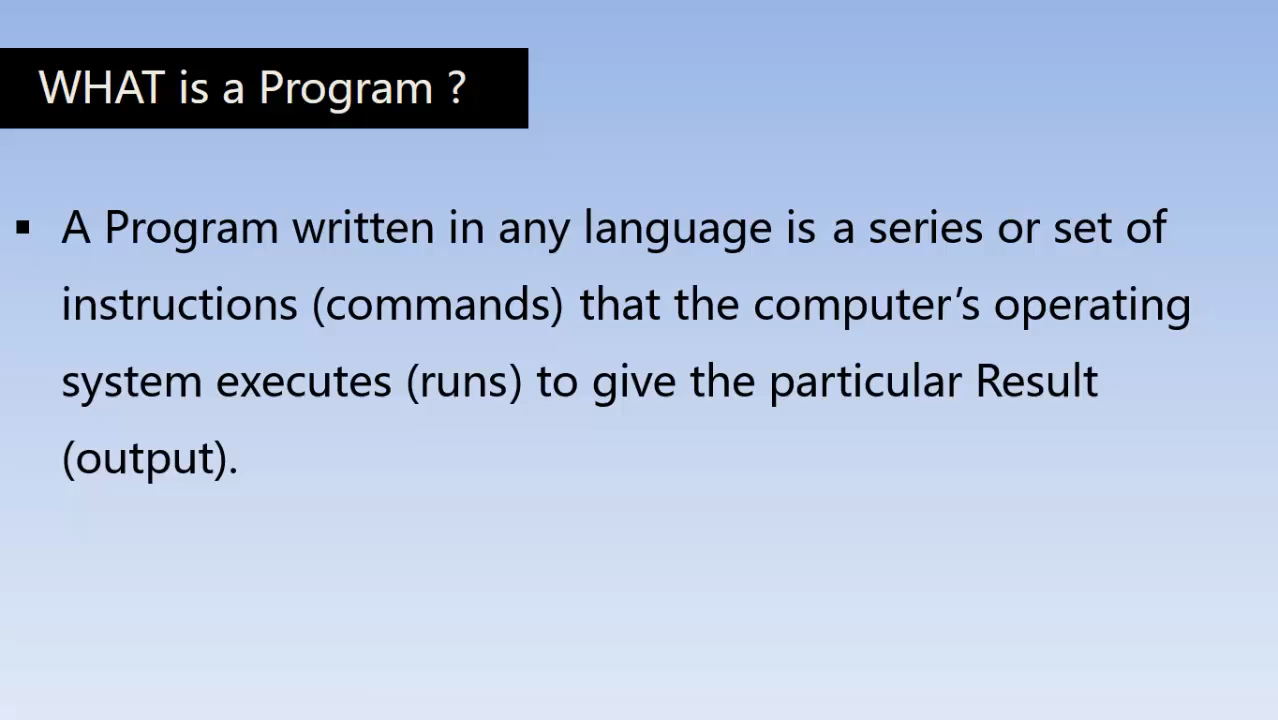 WHAT is a Program ?
▪ A Program written in any language is a series or set of
instructions (commands) that the computer’s operating
system executes (runs) to give the particular Result
(output).